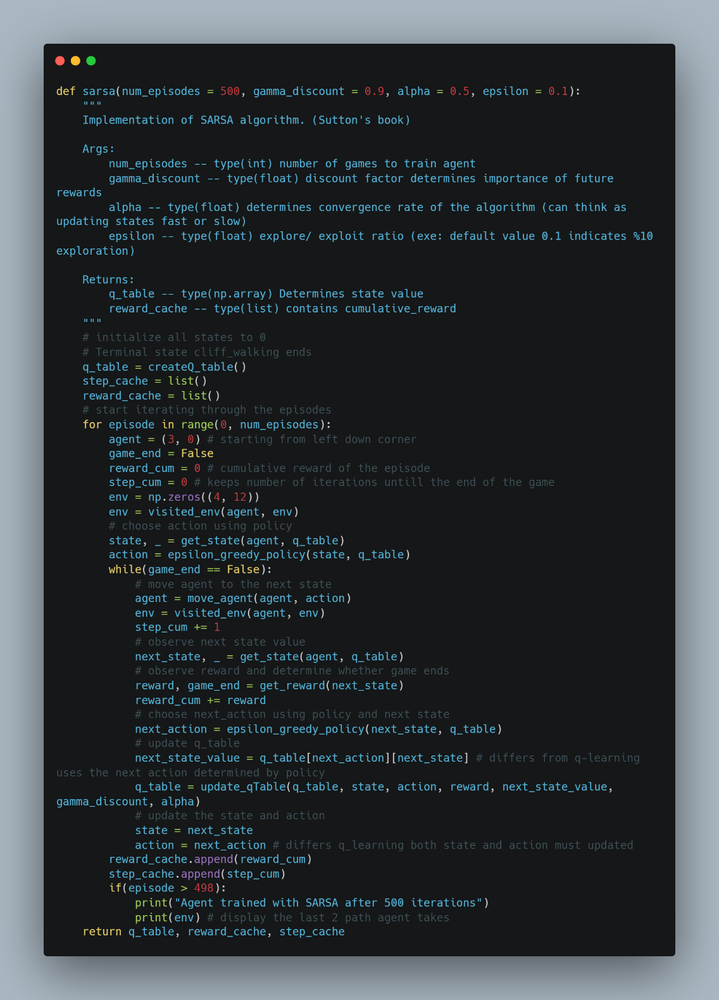 def sarsa(num_episodes = 500, gamma_discount = 0.9, alpha = 0.5, epsilon = 0.1):
    """
    Implementation of SARSA algorithm. (Sutton's book)

    Args:
        num_episodes -- type(int) number of games to train agent
        gamma_discount -- type(float) discount factor determines importance of future
rewards
        alpha -- type(float) determines convergence rate of the algorithm (can think as
updating states fast or slow)
        epsilon -- type(float) explore/ exploit ratio (exe: default value 0.1 indicates %10
exploration)

    Returns:
        q_table -- type(np.array) Determines state value
        reward_cache -- type(list) contains cumulative_reward
    """
    # initialize all states to 0
    # Terminal state cliff_walking ends
    q_table = createQ_table()
    step_cache = list()
    reward_cache = list()
    # start iterating through the episodes
    for episode in range(0, num_episodes):
        agent = (3, 0) # starting from left down corner
        game_end = False
        reward_cum = 0 # cumulative reward of the episode
        step_cum = 0 # keeps number of iterations untill the end of the game
        env = np.zeros((4, 12))
        env = visited_env(agent, env)
        # choose action using policy
        state, _ = get_state(agent, q_table)
        action = epsilon_greedy_policy(state, q_table)
        while(game_end == False):
            # move agent to the next state
            agent = move_agent(agent, action)
            env = visited_env(agent, env)
            step_cum += 1
            # observe next state value
            next_state, _ = get_state(agent, q_table)
            # observe reward and determine whether game ends
            reward, game_end = get_reward(next_state)
            reward_cum += reward
            # choose next_action using policy and next state
            next_action = epsilon_greedy_policy(next_state, q_table)
            # update q_table
            next_state_value = q_table[next_action][next_state] # differs from q-learning
uses the next action determined by policy
            q_table = update_qTable(q_table, state, action, reward, next_state_value,
gamma_discount, alpha)
            # update the state and action
            state = next_state
            action = next_action # differs q_learning both state and action must updated
        reward_cache.append(reward_cum)
        step_cache.append(step_cum)
        if(episode > 498):
            print("Agent trained with SARSA after 500 iterations")
            print(env) # display the last 2 path agent takes
    return q_table, reward_cache, step_cache